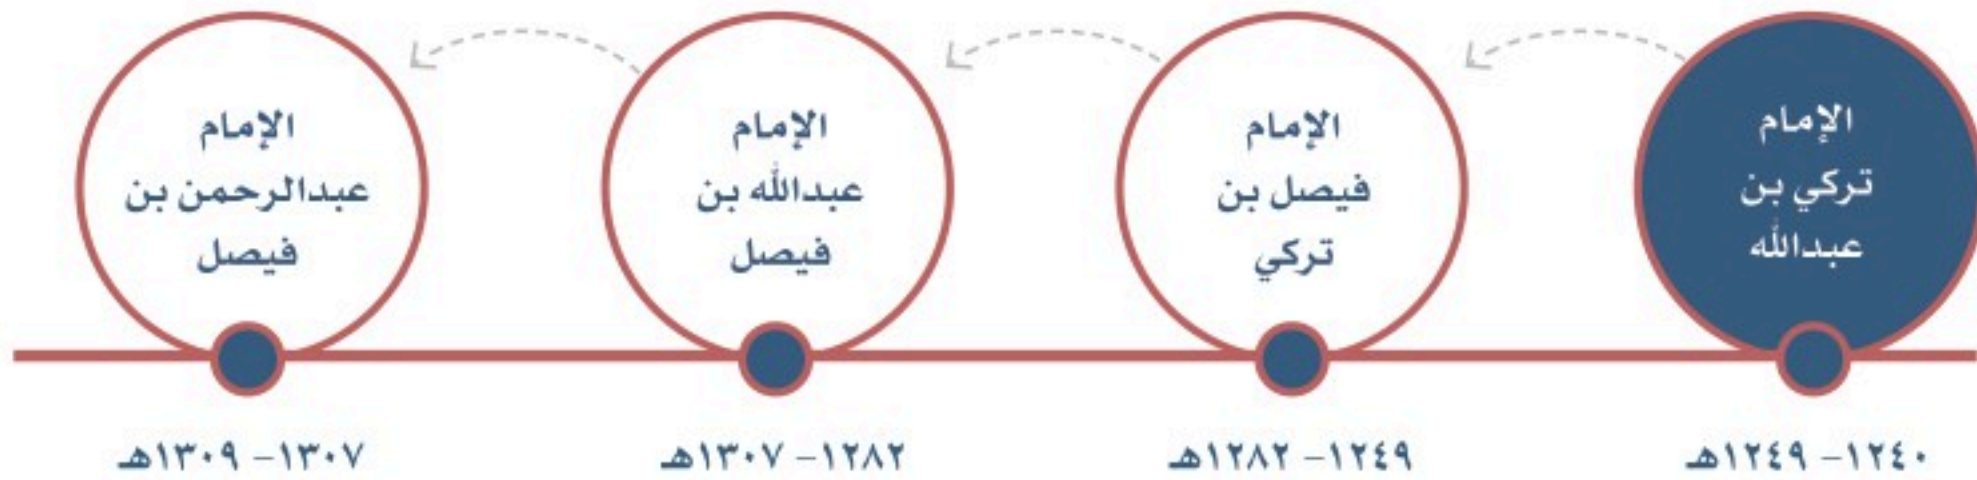 الإمام
تركي بن
عبدالله
١٢٤٠– ١٢٤٩هـ
الإمام
فيصل بن
تركي
١٢٤٩– ١٢٨٢هـ
الإمام
عبدالله بن
فيصل
١٢٨٢– ١٣٠٧هـ
الإمام
عبدالرحمن بن
فيصل
١٣٠٧– ١٣٠٩هـ